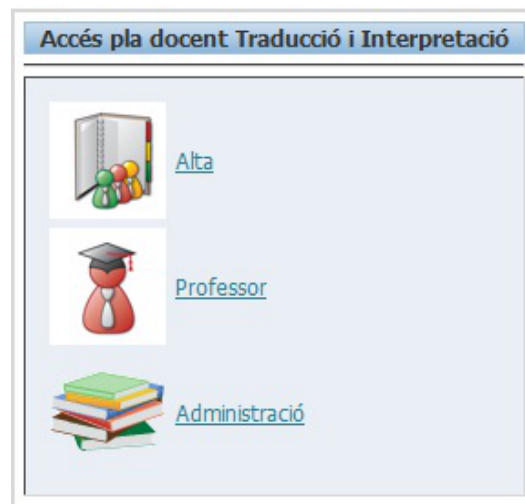 Accés pla docent Traducció i Interpretació
Alta
Professor
Administració